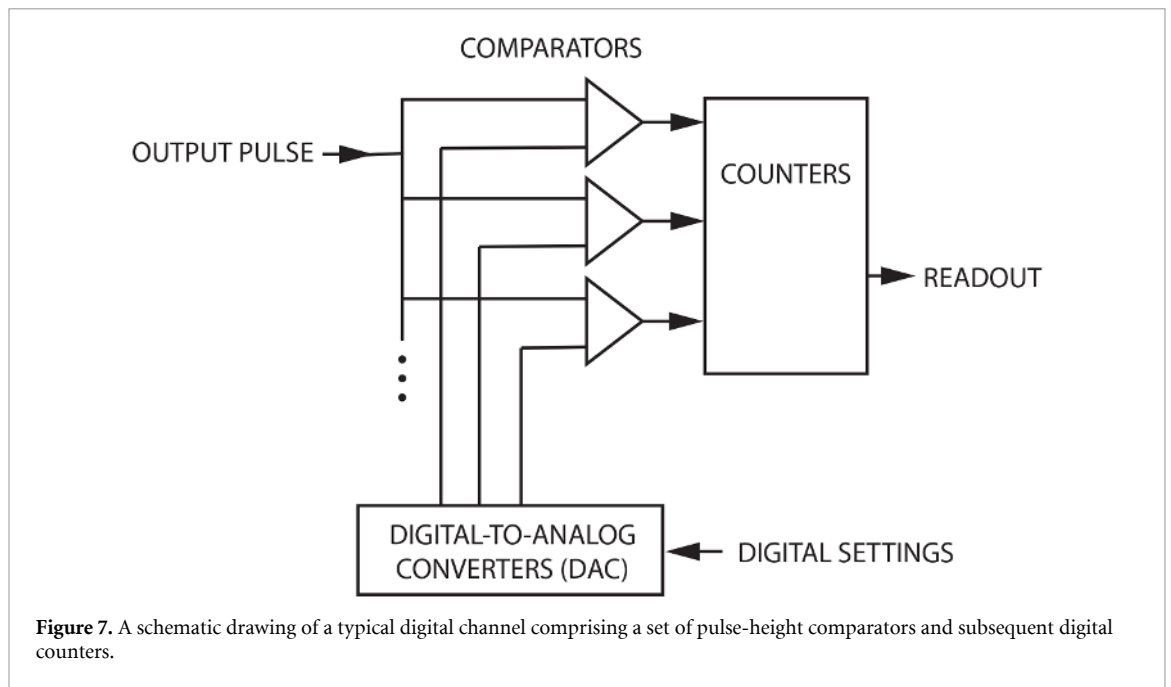 COMPARATORS
OUTPUT PULSE
COUNTERS
READOUT
DIGITAL-TO-ANALOG
CONVERTERS (DAC)
DIGITAL SETTINGS
Figure 7. A schematic drawing of a typical digital channel comprising a set of pulse-height comparators and subsequent digital
counters.